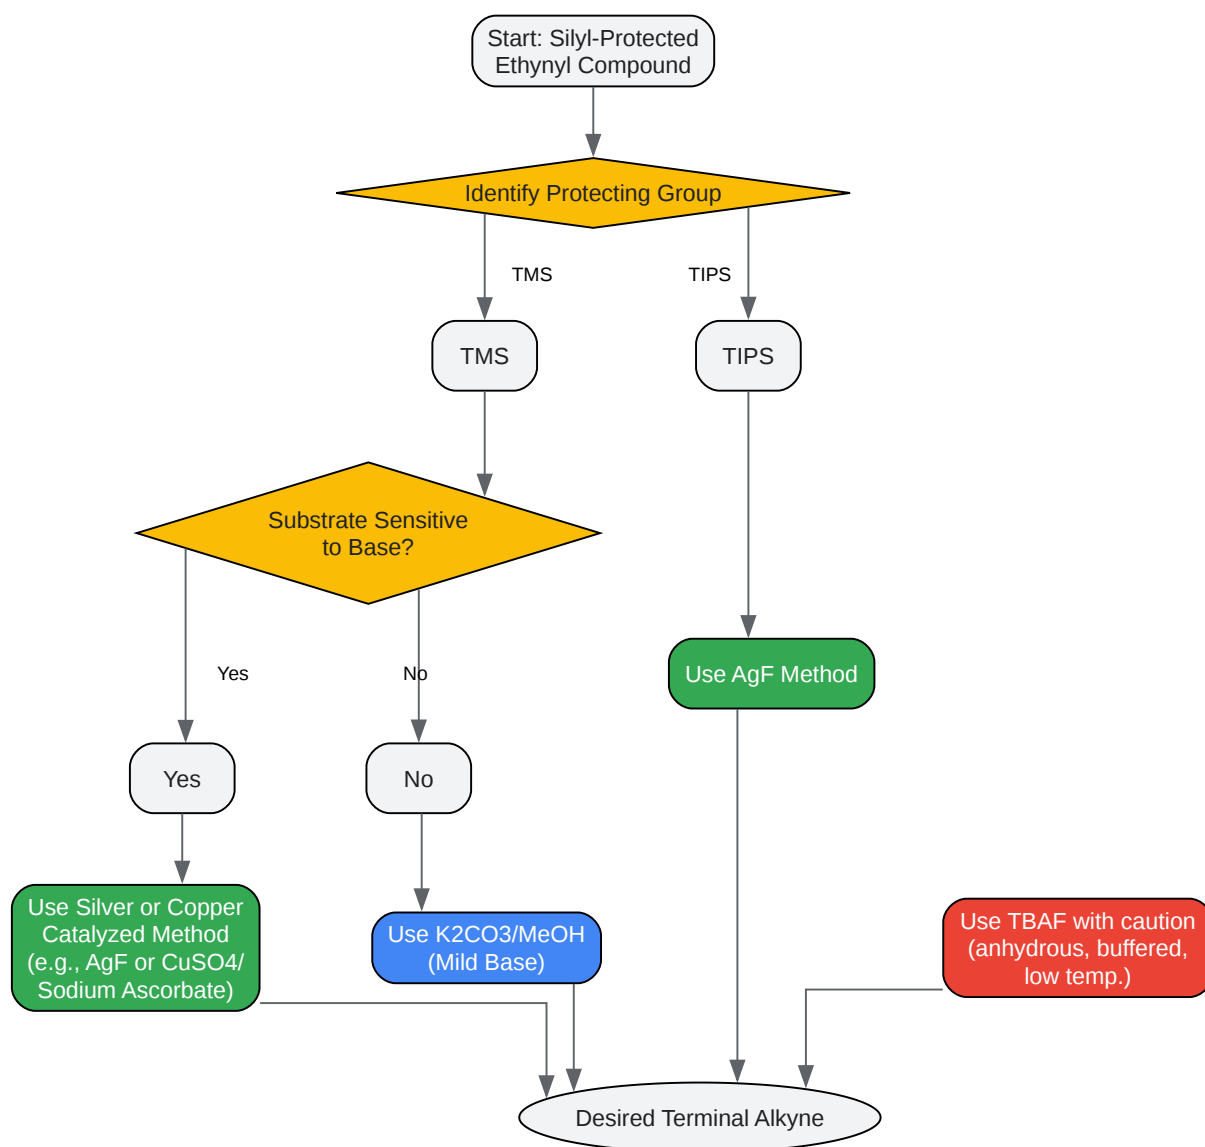 Start: Silyl-Protected
Ethynyl Compound
Identify Protecting Group
TMS
TIPS
TMS
TIPS
Substrate Sensitive
to Base?
Yes
No
Use AgF Method
Yes
No
Use Silver or Copper
Catalyzed Method
(e.g., AgF or CuSO4/
Sodium Ascorbate)
Use K2CO3/MeOH
(Mild Base)
Use TBAF with caution
(anhydrous, buffered,
low temp.)
Desired Terminal Alkyne